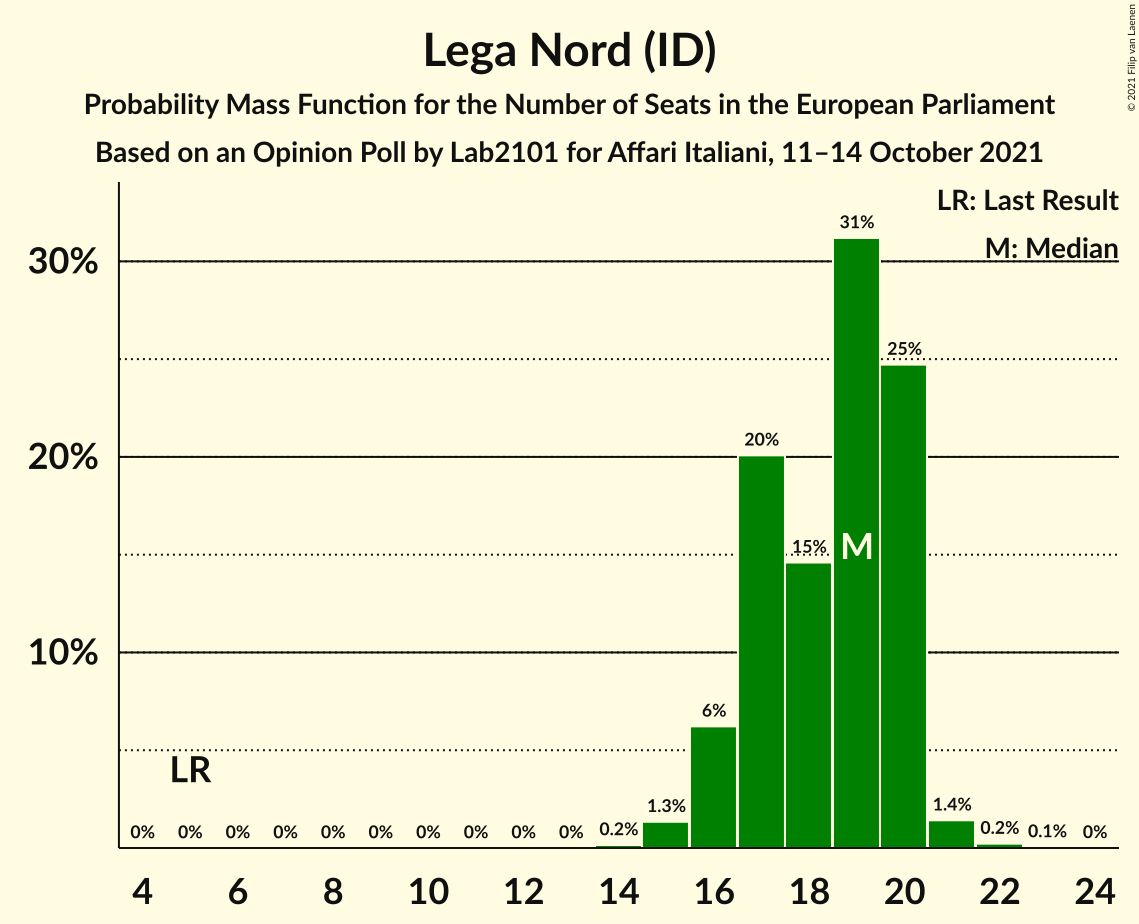 Lega Nord (ID)
Probability Mass Function for the Number of Seats in the European Parliament
Based on an Opinion Poll by Lab2101 for Affari Italiani, 11–14 October 2021
© 2021 Filip van Laenen
LR: Last Result
M: Median
30%
20%
10%
31%
25%
20%
15%
M
6%
LR
0% 0% 0% 0% 0% 0% 0% 0% 0% 0% 0.2% 1.3% 1.4% 0.2% 0.1% 0%
4 6 8 10 12 14 16 18 20 22 24